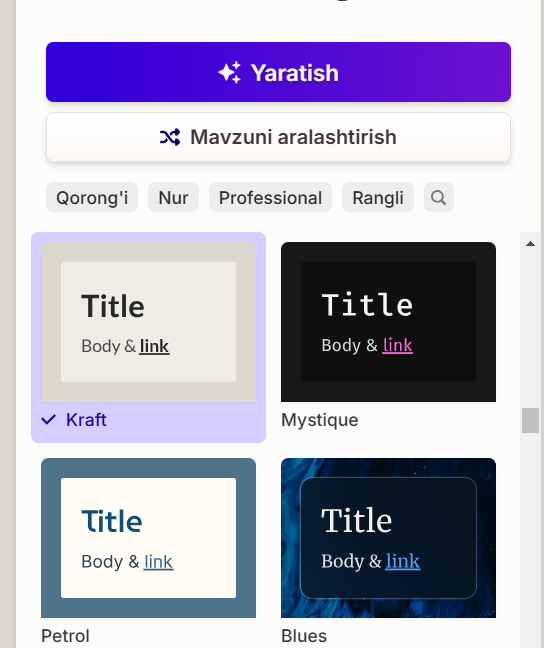 Yaratish
Mavzuni aralashtirish
Qorong'i Nur Professional Rangli
Title
Body & link
Kraft
Title
Body & link
Mystique
Title
Body & link
Petrol
Title
Body & link
Blues